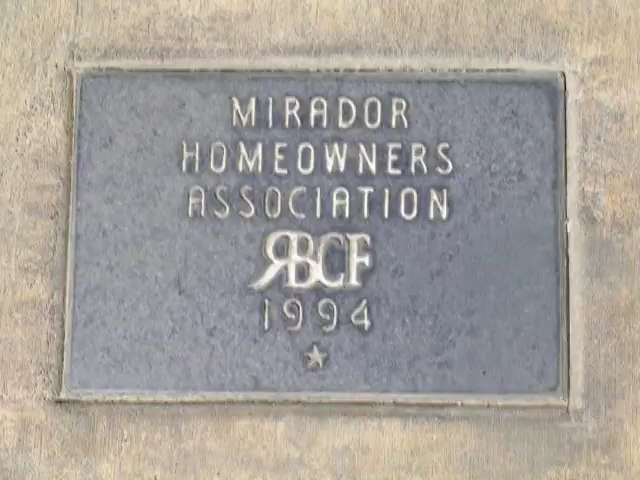 MIRADOR
HOMEOWNERS
ASSOCIATION
RBCF
1994